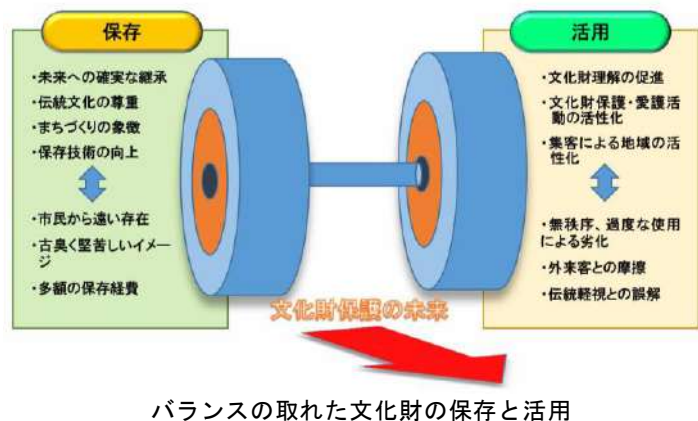 保存
・未来への確実な継承
・伝統文化の尊重
・まちづくりの象徴
・保存技術の向上
・市民から遠い存在
・古臭く堅苦しいイメー
ジ
・多額の保存経費
活用
・文化財理解の促進
・文化財保護・愛護活
動の活性化
・集客による地域の活
性化
・無秩序、過度な使用
による劣化
・外来客との摩擦
・伝統軽視との誤解
文化財保護の未来
バランスの取れた文化財の保存と活用